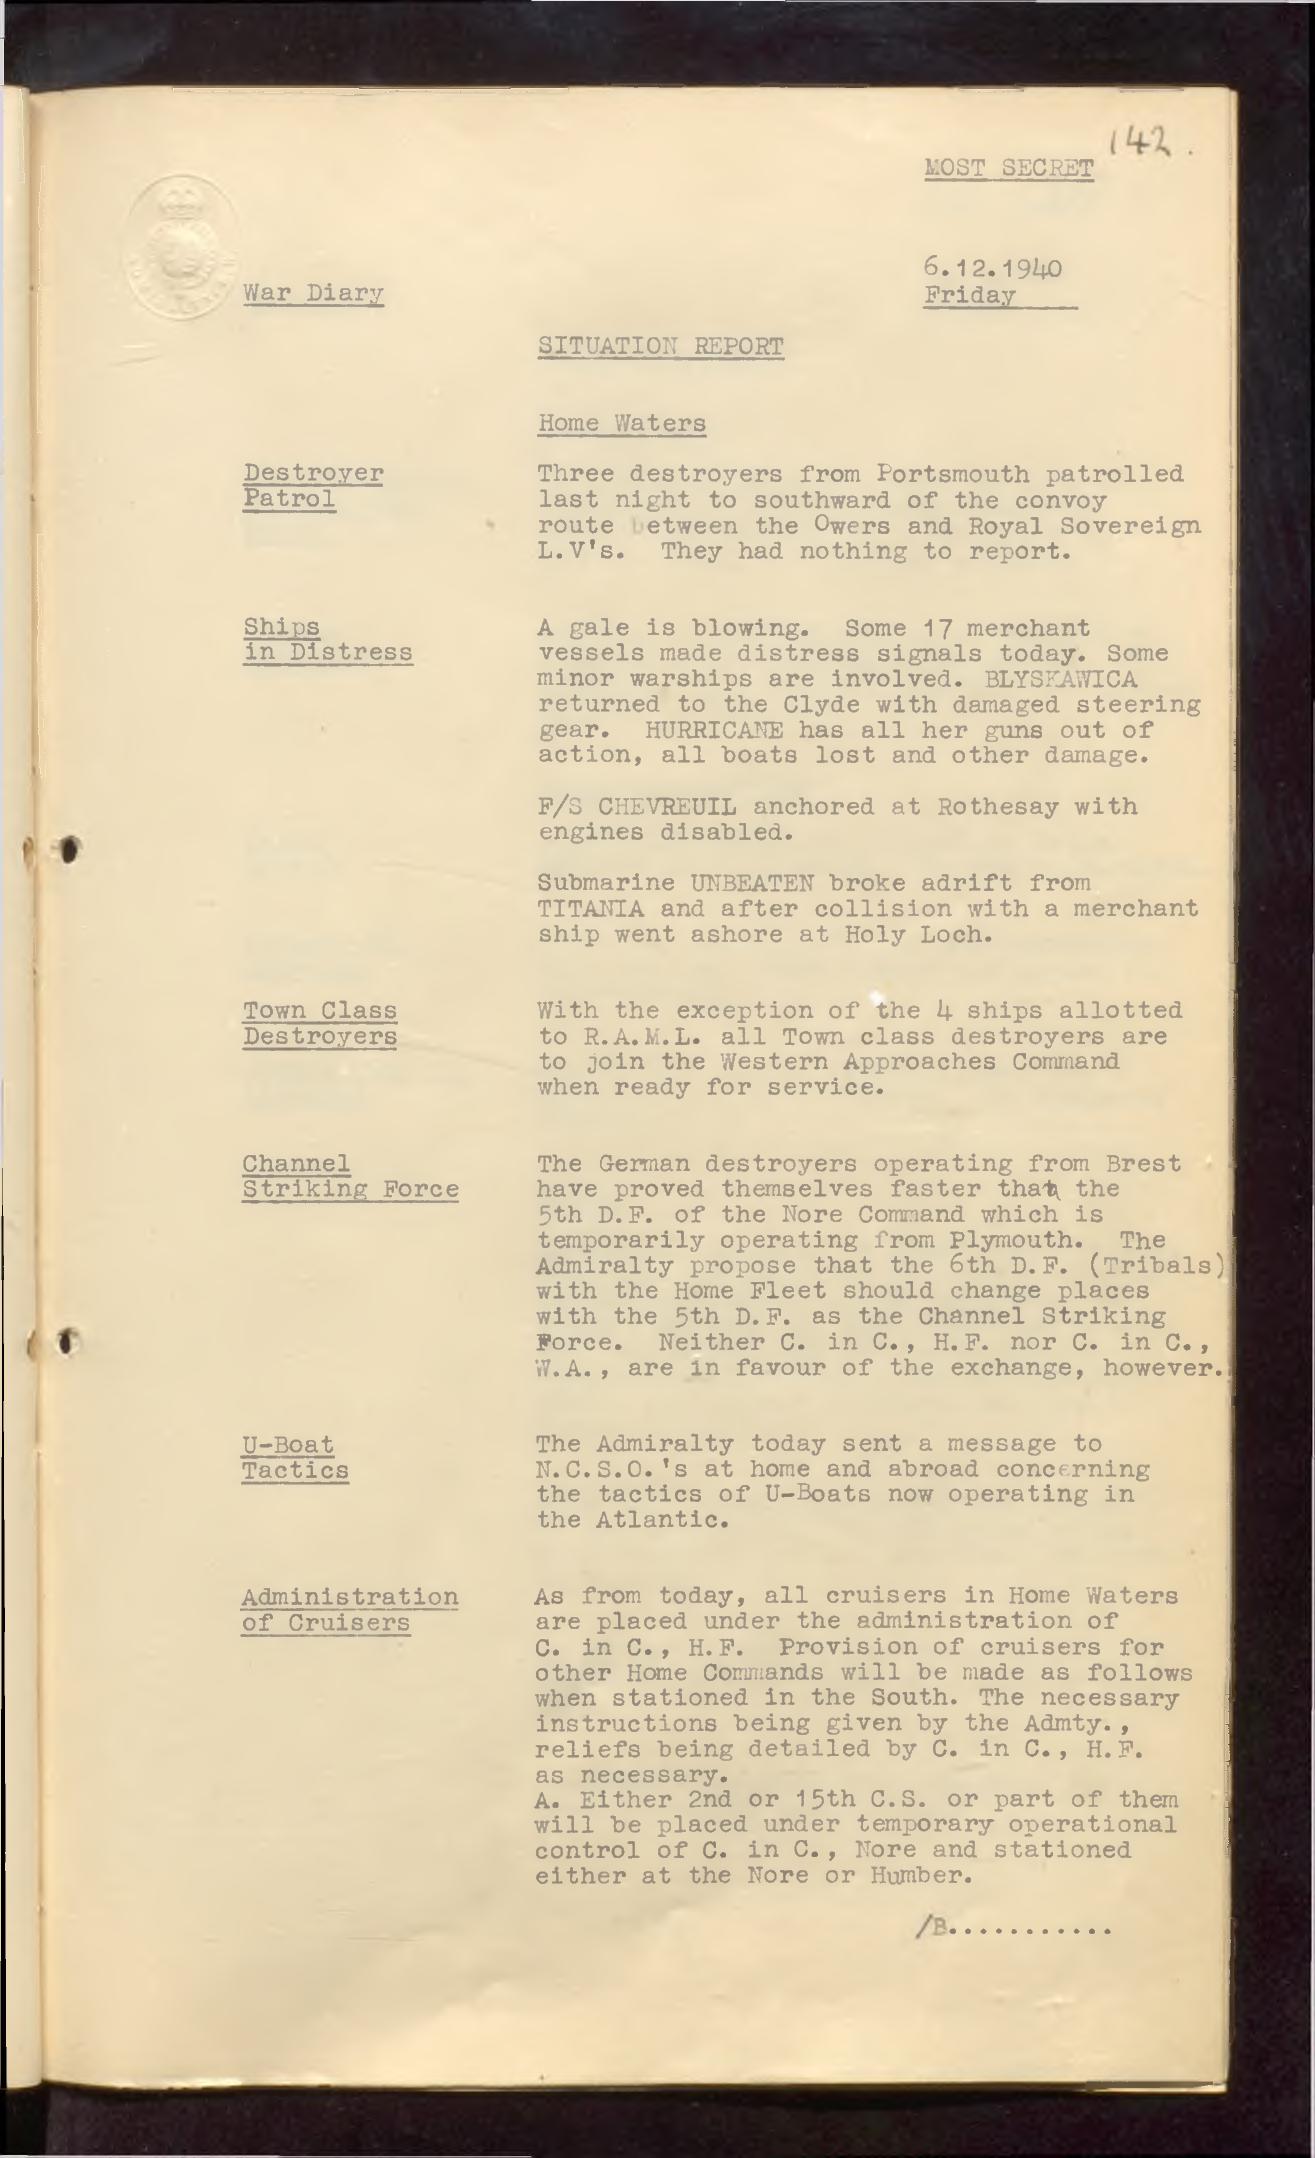 142.
MOST SECRET
6.12.1940
War Diary
Friday
SITUATION REPORT
Home Waters
Destroyer
Patrol
Three destroyers from Portsmouth patrolled
last night to southward of the convoy
route between the Owers and Royal Sovereign
L.V's. They had nothing to report.
Ships
in Distress
A gale is blowing. Some 17 merchant
vessels made distress signals today. Some
minor warships are involved. BLYSKAWICA
returned to the Clyde with damaged steering
gear. HURRICANE has all her guns out of
action, all boats lost and other damage.
F/S CHEVREUIL anchored at Rothesay with
engines disabled.
Submarine UNBEATEN broke adrift from
TITANIA and after collision with a merchant
ship went ashore at Holy Loch.
Town Class
Destroyers
With the exception of the 4 ships allotted
to R.A.M.L. all Town class destroyers are
to join the Western Approaches Command
when ready for service.
Channel
Striking Force
The German destroyers operating from Brest
have proved themselves faster than the
5th D.F. of the Nore Command which is
temporarily operating from Plymouth. The
Admiralty propose that the 6th D.F. (Tribals)
with the Home Fleet should change places
with the 5th D.F. as the Channel Striking
Force. Neither C. in C., H.F. nor C. in C.,
W.A., are in favour of the exchange, however.
U-Boat
Tactics
The Admiralty today sent a message to
N.C.S.O.'s at home and abroad concerning
the tactics of U-Boats now operating in
the Atlantic.
Administration
of Cruisers
As from today, all cruisers in Home Waters
are placed under the administration of
C. in C., H.F. Provision of cruisers for
other Home Commands will be made as follows
when stationed in the South. The necessary
instructions being given by the Admty.,
reliefs being detailed by C. in C., H.F.
as necessary.
A. Either 2nd or 15th C.S. or part of them
will be placed under temporary operational
control of C. in C., Nore and stationed
either at the Nore or Humber.
/B...........